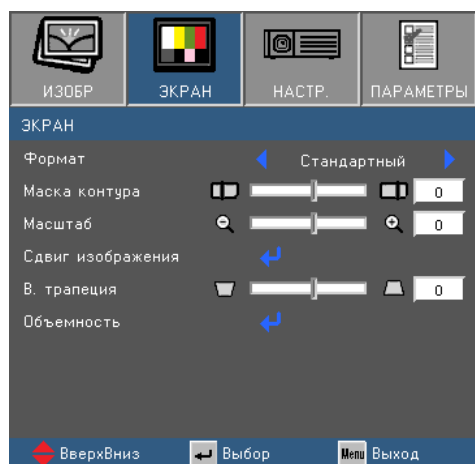 ИЗОБР ЭКРАН НАСТР. ПАРАМЕТРЫ
ЭКРАН
Формат Стандартный
Маска контура 0
Масштаб 0
Сдвиг изображения
В. трапеция 0
Объемность
ВверхВниз Выбор Menu Выход